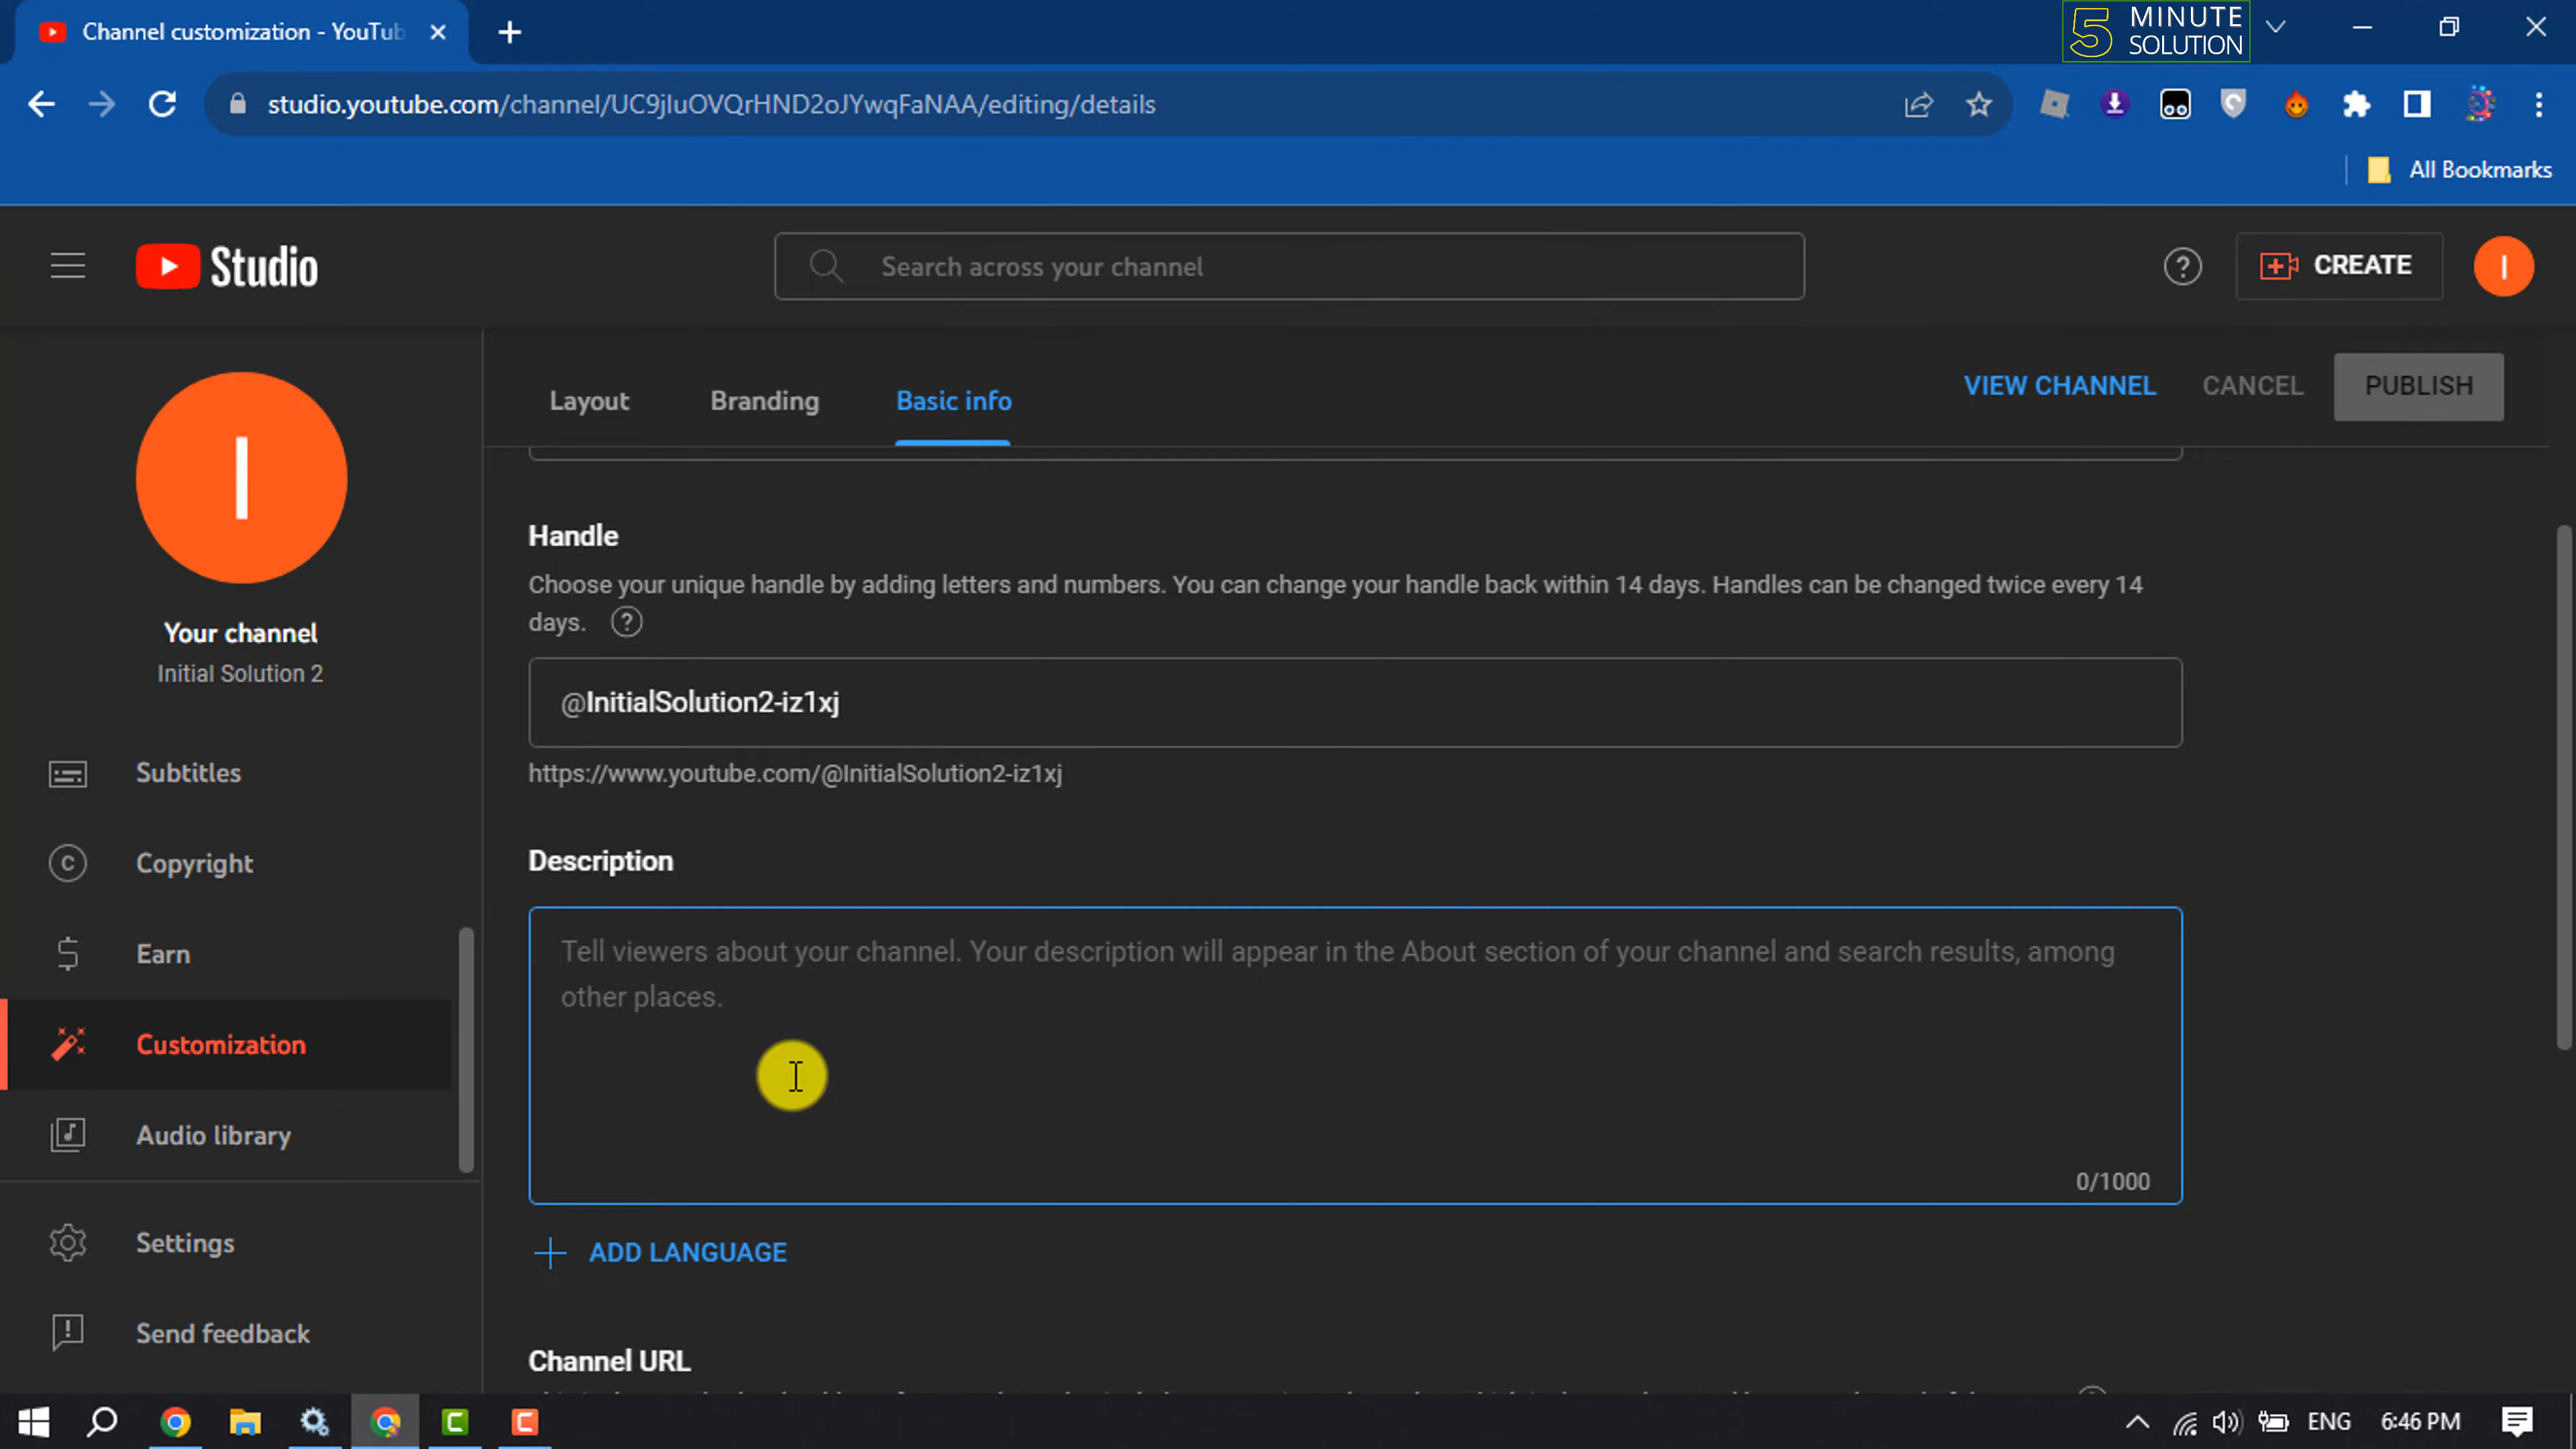 Channel customization - YouTub
5 MINUTE
SOLUTION
studio.youtube.com/channel/UC9jIuOVQrHND2oJYwqFaNAA/editing/details
All Bookmarks
Studio
Search across your channel
CREATE
I
Layout
Branding
Basic info
VIEW CHANNEL
CANCEL
PUBLISH
I
Your channel
Initial Solution 2
Subtitles
Copyright
Earn
Customization
Audio library
Settings
Send feedback
Handle
Choose your unique handle by adding letters and numbers. You can change your handle back within 14 days. Handles can be changed twice every 14
days.
@InitialSolution2-iz1xj
https://www.youtube.com/@InitialSolution2-iz1xj
Description
Tell viewers about your channel. Your description will appear in the About section of your channel and search results, among
other places.
0/1000
ADD LANGUAGE
Channel URL
ENG
6:46 PM